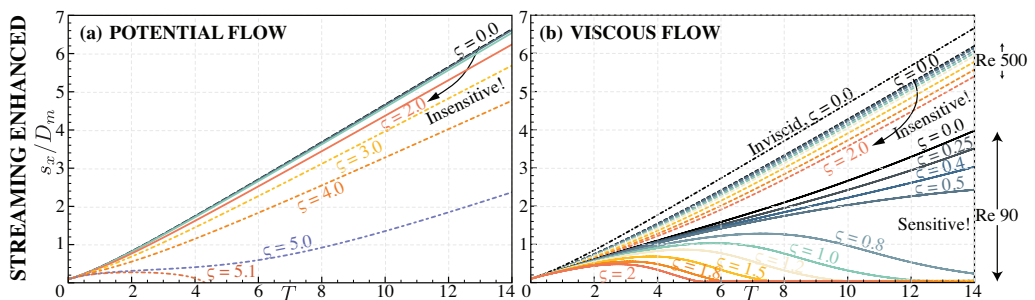 STREAMING ENHANCED
(a) POTENTIAL FLOW
s_x/D_m
7
6
5
4
3
2
1
0 2 4 6 8 10 12 14
T
ς = 0.0
Insensitive!
ς = 2.0
ς = 3.0
ς = 4.0
ς = 5.0
ς = 5.1
(b) VISCOUS FLOW
7
6
5
4
3
2
1
0 2 4 6 8 10 12 14
T
Inviscid, ς = 0.0
ς = 0.0
Insensitive!
ς = 2.0
ς = 0.0
ς = 0.25
ς = 0.4
ς = 0.5
Sensitive!
ς = 0.8
ς = 1.0
ς = 1.5
ς = 1.8
ς = 2
Re 500
Re 90